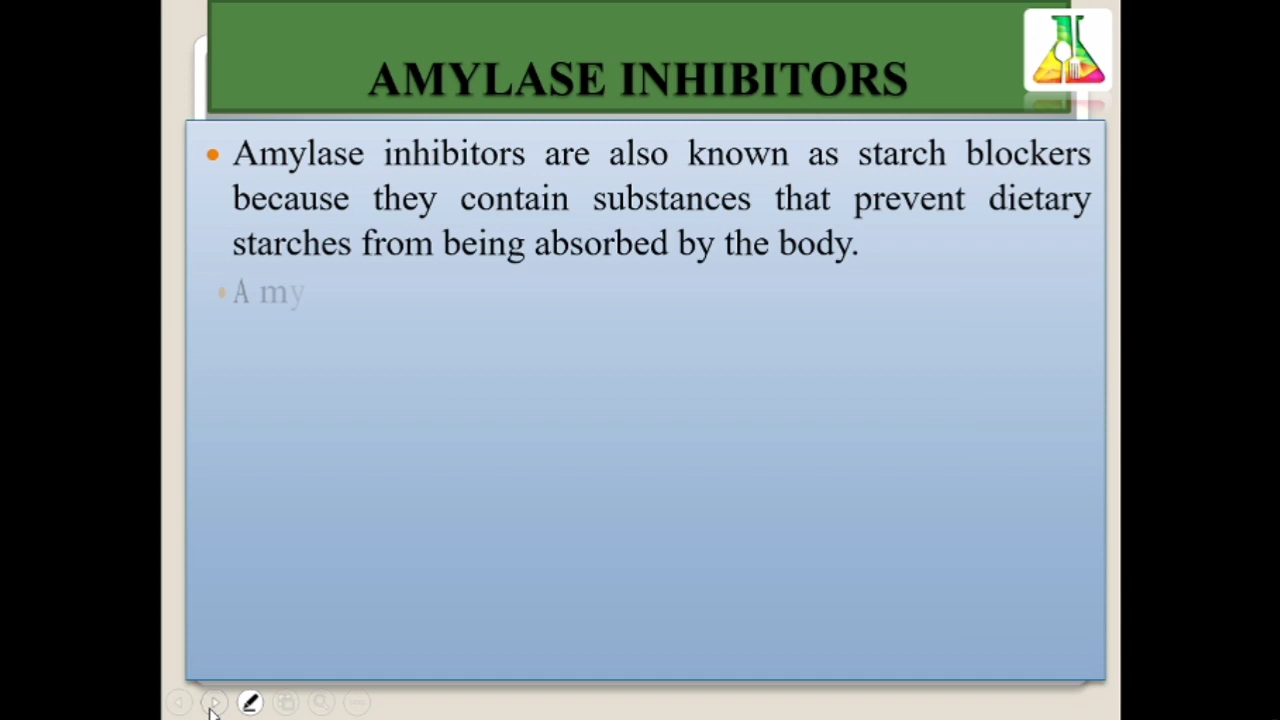 AMYLASE INHIBITORS
• Amylase inhibitors are also known as starch blockers
because they contain substances that prevent dietary
starches from being absorbed by the body.
• A my